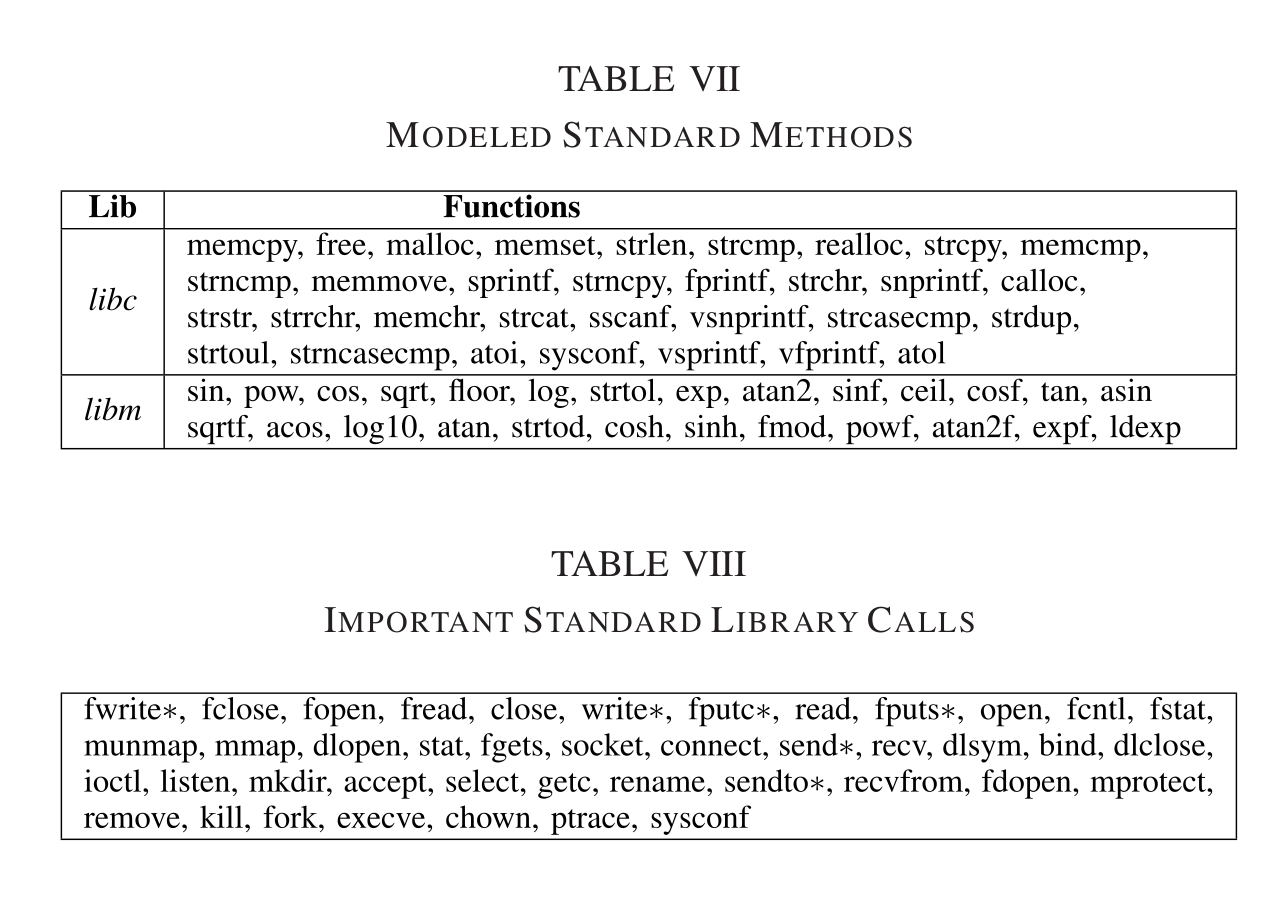 TABLE VII
MODELED STANDARD METHODS
Lib Functions
memcpy, free, malloc, memset, strlen, strcmp, realloc, strcpy, memcmp,
strncmp, memmove, sprintf, strncpy, fprintf, strchr, snprintf, calloc,
libc
strstr, strrchr, memchr, strcat, sscanf, vsnprintf, strcasecmp, strdup,
strtoul, strncasecmp, atoi, sysconf, vsprintf, vfprintf, atol
sin, pow, cos, sqrt, floor, log, strtol, exp, atan2, sinf, ceil, cosf, tan, asin
libm
sqrtf, acos, log10, atan, strtod, cosh, sinh, fmod, powf, atan2f, expf, ldexp
TABLE VIII
IMPORTANT STANDARD LIBRARY CALLS
fwrite∗, fclose, fopen, fread, close, write∗, fputc∗, read, fputs∗, open, fcntl, fstat,
munmap, mmap, dlopen, stat, fgets, socket, connect, send∗, recv, dlsym, bind, dlclose,
ioctl, listen, mkdir, accept, select, getc, rename, sendto∗, recvfrom, fdopen, mprotect,
remove, kill, fork, execve, chown, ptrace, sysconf